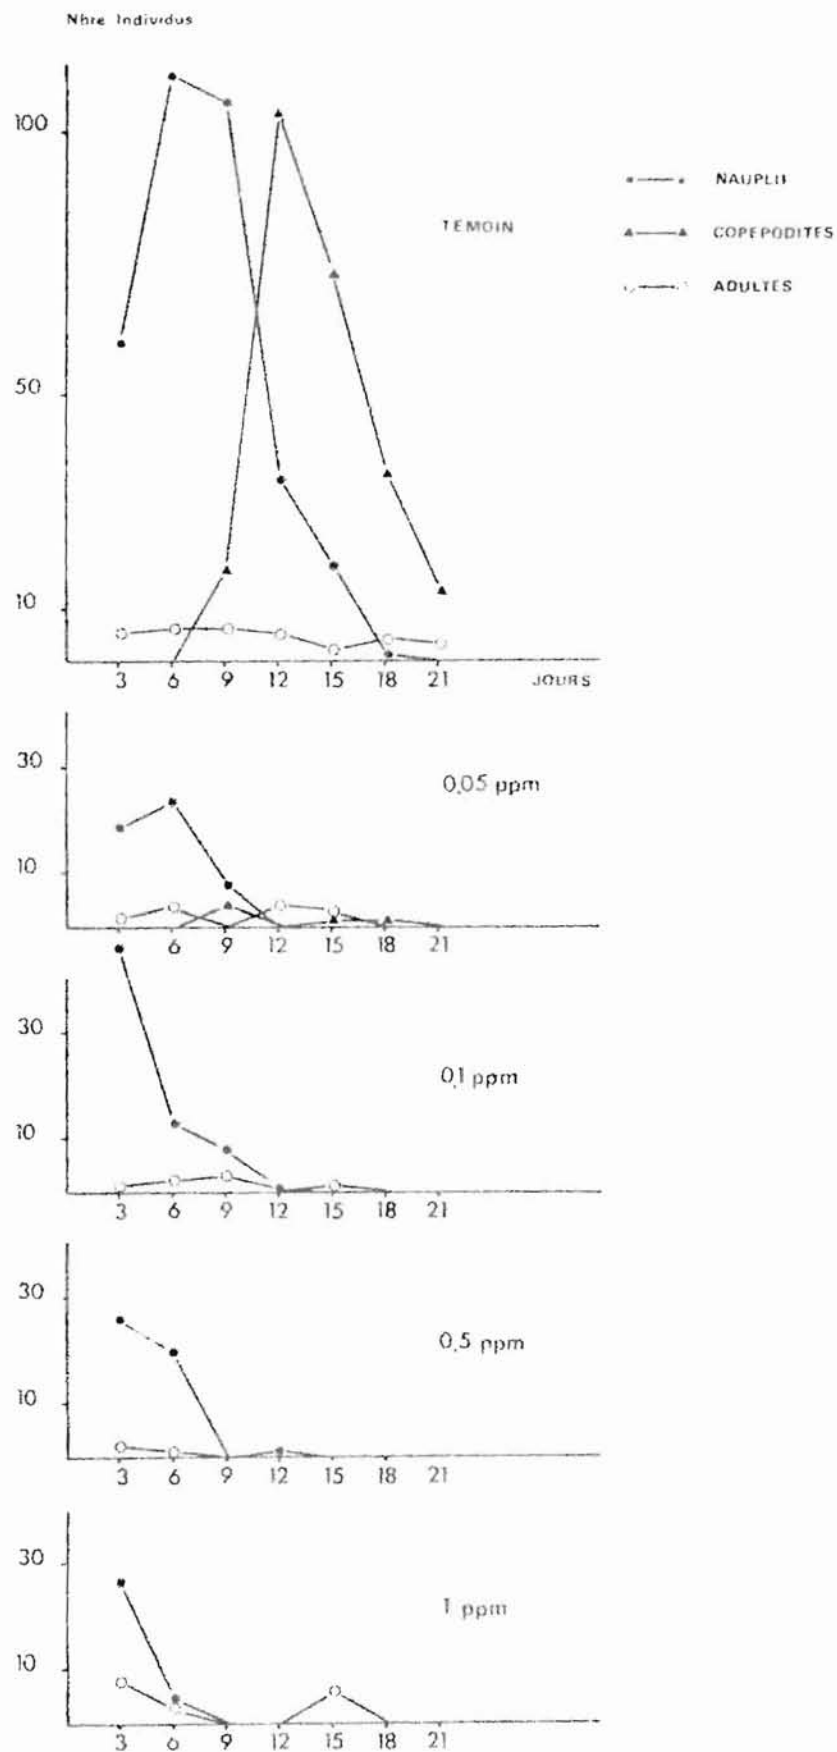 Nbre Individus
100
50
10
TEMOIN
NAUPLII
COPEPODITES
ADULTES
3 6 9 12 15 18 21 JOURS
30
10
0,05 ppm
6 9 12 15 18 21
30
10
0,1 ppm
3 6 9 12 15 18 21
30
10
0,5 ppm
3 6 9 12 15 18 21
30
10
1 ppm
3 6 9 12 15 18 21